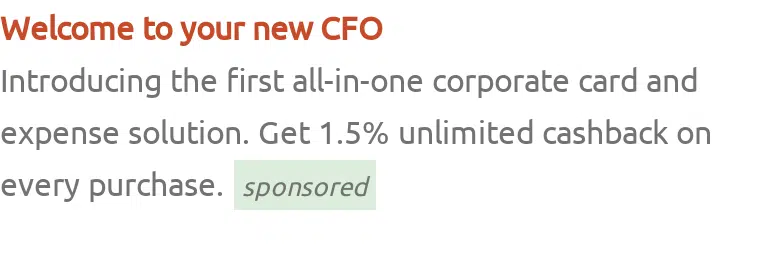 Welcome to your new CFO
Introducing the first all-in-one corporate card and
expense solution. Get 1.5% unlimited cashback on
every purchase. sponsored